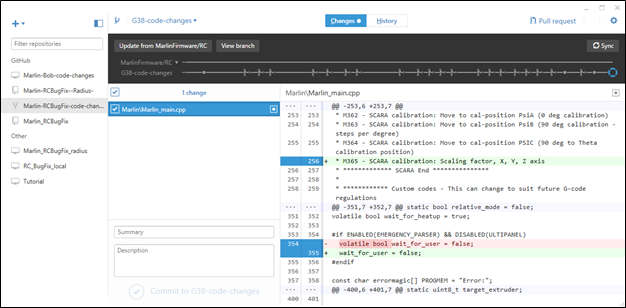 G38-code-changes
Changes
History
Pull request
Filter repositories
GitHub
Marlin-Bob-code-changes
Marlin-RCBugFix--Radius-
Marlin-RCBugFix-code-chan...
Marlin_RCBugFix
Other
Marlin_RCBugFix_radius
RC_BugFix_local
Tutorial
Update from MarlinFirmware/RC
View branch
Sync
MarlinFirmware/RC
G38-code-changes
1 change
Marlin\Marlin_main.cpp
Summary
Description
Commit to G38-code-changes
... ... @@ -253,6 +253,7 @@
253 253 * M362 - SCARA calibration: Move to cal-position PsiA (0 deg calibration)
254 254 * M363 - SCARA calibration: Move to cal-position PsiB (90 deg calibration -
steps per degree)
255 255 * M364 - SCARA calibration: Move to cal-position PSIC (90 deg to Theta
calibration position)
256 + * M365 - SCARA calibration: Scaling factor, X, Y, Z axis
256 257 * ************* SCARA End ***************
257 258 *
258 259 * ************ Custom codes - This can change to suit future G-code
regulations
... ... @@ -351,7 +352,7 @@ static bool relative_mode = false;
351 352 volatile bool wait_for_heatup = true;
352 353
353 354 #if ENABLED(EMERGENCY_PARSER) && DISABLED(ULTIPANEL)
354 - volatile bool wait_for_user = false;
355 + wait_for_user = false;
355 356 #endif
356 357
357 358 const char errormagic[] PROGMEM = "Error:";
... ... @@ -400,6 +401,7 @@ static uint8_t target_extruder;
400 401